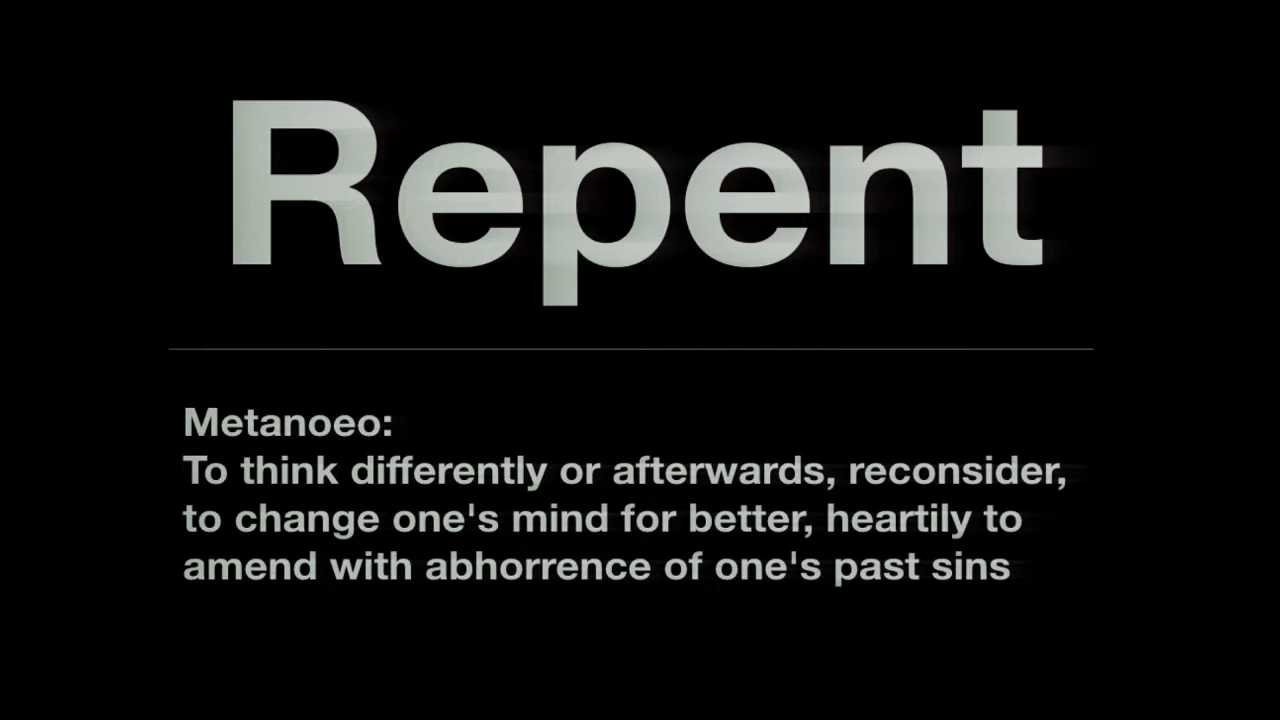 Repent
Metanoeo:
To think differently or afterwards, reconsider,
to change one's mind for better, heartily to
amend with abhorrence of one's past sins